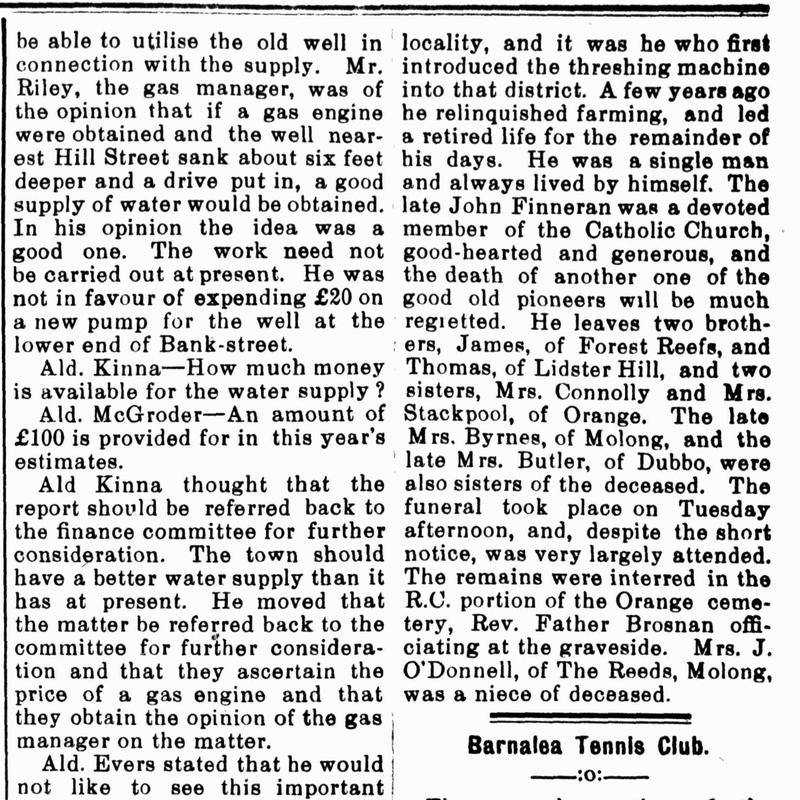 be able to utilise the old well in
connection with the supply. Mr.
Riley, the gas manager, was of
the opinion that if a gas engine
were obtained and the well near-
est Hill Street sank about six feet
deeper and a drive put in, a good
supply of water would be obtained.
In his opinion the idea was a
good one. The work need not
be carried out at present. He was
not in favour of expending £20 on
a new pump for the well at the
lower end of Bank-street.
Ald. Kinna—How much money
is available for the water supply?
Ald. McGroder—An amount of
£100 is provided for in this year's
estimates.
Ald Kinna thought that the
report should be referred back to
the finance committee for further
consideration. The town should
have a better water supply than it
has at present. He moved that
the matter be referred back to the
committee for further considera-
tion and that they ascertain the
price of a gas engine and that
they obtain the opinion of the gas
manager on the matter.
Ald. Evers stated that he would
not like to see this important
locality, and it was he who first
introduced the threshing machine
into that district. A few years ago
he relinquished farming, and led
a retired life for the remainder of
his days. He was a single man
and always lived by himself. The
late John Finneran was a devoted
member of the Catholic Church,
good-hearted and generous, and
the death of another one of the
good old pioneers will be much
regietted. He leaves two broth-
ers, James, of Forest Reefs, and
Thomas, of Lidster Hill, and two
sisters, Mrs. Connolly and Mrs.
Stackpool, of Orange. The late
Mrs. Byrnes, of Molong, and the
late Mrs. Butler, of Dubbo, were
also sisters of the deceased. The
funeral took place on Tuesday
afternoon, and, despite the short
notice, was very largely attended.
The remains were interred in the
R.C. portion of the Orange ceme-
tery, Rev. Father Brosnan offi-
ciating at the graveside. Mrs. J.
O'Donnell, of The Reeds, Molong,
was a niece of deceased.
Barnalea Tennis Club.
——:o:——